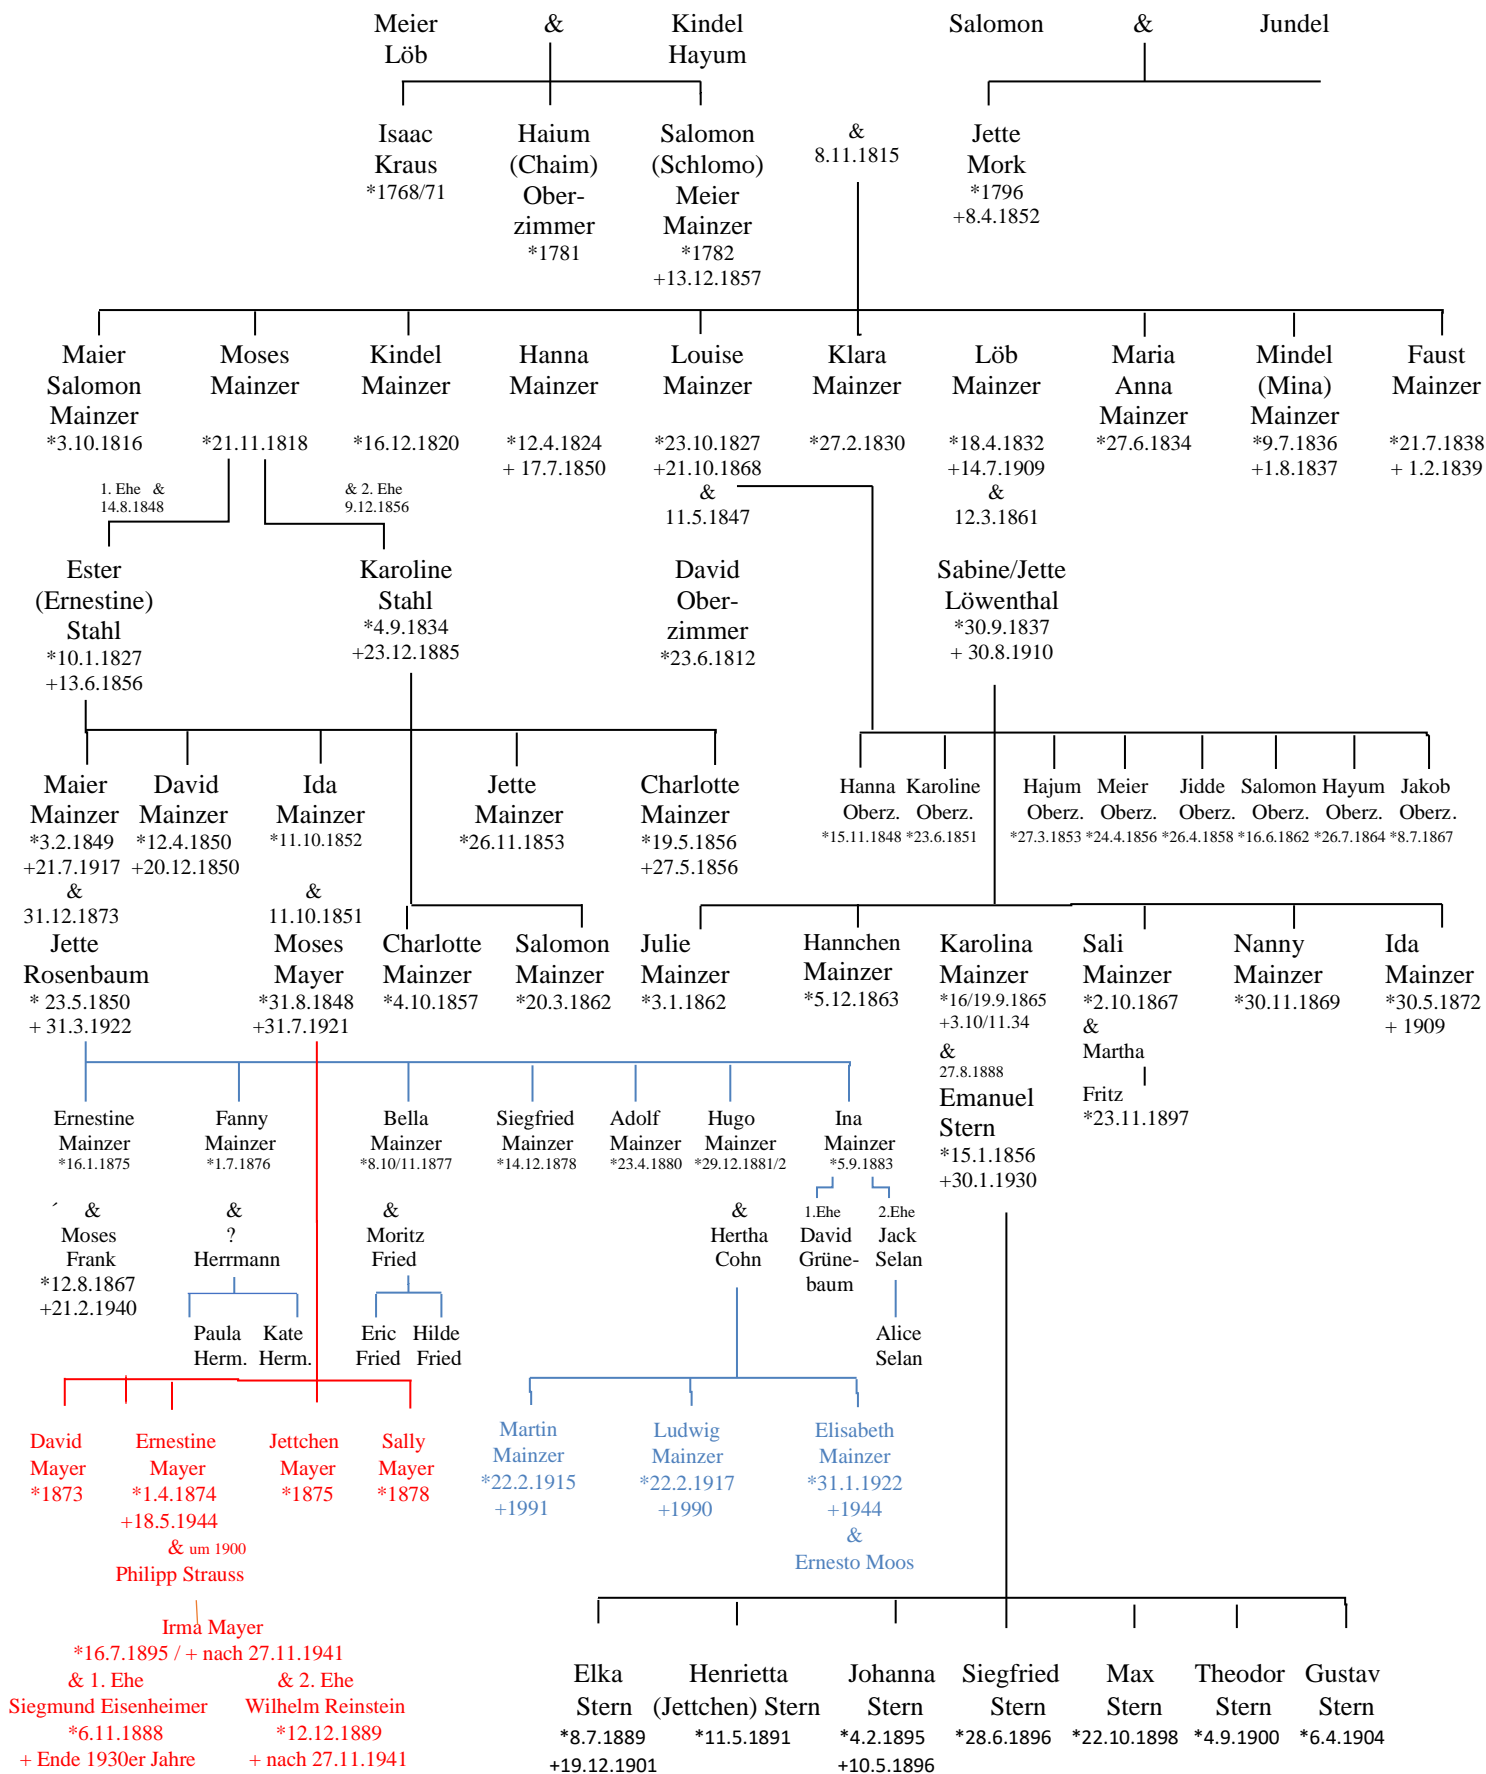 Meier & Kindel Salomon & Jundel
Löb Hayum
Isaac Haium Salomon & Jette
Kraus (Chaim) (Schlomo) 8.11.1815 Mork
*1768/71 Ober- Meier *1796
zimmer Mainzer +8.4.1852
*1781 *1782
+13.12.1857
Maier Moses Kindel Hanna Louise Klara Löb Maria Mindel Faust
Salomon Mainzer Mainzer Mainzer Mainzer Mainzer Mainzer Anna (Mina) Mainzer
Mainzer Mainzer Mainzer
*3.10.1816 *21.11.1818 *16.12.1820 *12.4.1824 *23.10.1827 *27.2.1830 *18.4.1832 *27.6.1834 *9.7.1836 *21.7.1838
+ 17.7.1850 +21.10.1868 +14.7.1909 +1.8.1837 + 1.2.1839
1. Ehe & & 2. Ehe & &
14.8.1848 9.12.1856 11.5.1847 12.3.1861
Ester Karoline David Sabine/Jette
(Ernestine) Stahl Ober- Löwenthal
Stahl *4.9.1834 zimmer *30.9.1837
*10.1.1827 +23.12.1885 *23.6.1812 + 30.8.1910
+13.6.1856
Maier David Ida Jette Charlotte Hanna Karoline Hajum Meier Jidde Salomon Hayum Jakob
Mainzer Mainzer Mainzer Mainzer Mainzer Oberz. Oberz. Oberz. Oberz. Oberz. Oberz. Oberz. Oberz.
*3.2.1849 *12.4.1850 *11.10.1852 *26.11.1853 *19.5.1856 *15.11.1848 *23.6.1851 *27.3.1853 *24.4.1856 *26.4.1858 *16.6.1862 *26.7.1864 *8.7.1867
+21.7.1917 +20.12.1850 +27.5.1856
& &
31.12.1873 11.10.1851
Jette Moses Charlotte Salomon Julie Hannchen Karolina Sali Nanny Ida
Rosenbaum Mayer Mainzer Mainzer Mainzer Mainzer Mainzer Mainzer Mainzer Mainzer
* 23.5.1850 *31.8.1848 *4.10.1857 *20.3.1862 *3.1.1862 *5.12.1863 *16/19.9.1865 *2.10.1867 *30.11.1869 *30.5.1872
+ 31.3.1922 +31.7.1921 +3.10/11.34 & + 1909
& Martha
27.8.1888
Ernestine Fanny Bella Siegfried Adolf Hugo Ina Emanuel Fritz
Mainzer Mainzer Mainzer Mainzer Mainzer Mainzer Mainzer Stern *23.11.1897
*16.1.1875 *1.7.1876 *8.10/11.1877 *14.12.1878 *23.4.1880 *29.12.1881/2 *5.9.1883 *15.1.1856
+30.1.1930
´ & & & & 1.Ehe 2.Ehe
Moses ? Moritz Hertha David Jack
Frank Herrmann Fried Cohn Grüne- Selan
*12.8.1867 baum
+21.2.1940
Paula Kate Eric Hilde Alice
Herm. Herm. Fried Fried Selan
David Ernestine Jettchen Sally Martin Ludwig Elisabeth
Mayer Mayer Mayer Mayer Mainzer Mainzer Mainzer
*1873 *1.4.1874 *1875 *1878 *22.2.1915 *22.2.1917 *31.1.1922
+18.5.1944 +1991 +1990 +1944
& um 1900 &
Philipp Strauss Ernesto Moos
Irma Mayer
*16.7.1895 / + nach 27.11.1941
& 1. Ehe & 2. Ehe
Siegmund Eisenheimer Wilhelm Reinstein
*6.11.1888 *12.12.1889
+ Ende 1930er Jahre + nach 27.11.1941
Elka Henrietta Johanna Siegfried Max Theodor Gustav
Stern (Jettchen) Stern Stern Stern Stern Stern Stern
*8.7.1889 *11.5.1891 *4.2.1895 *28.6.1896 *22.10.1898 *4.9.1900 *6.4.1904
+19.12.1901 +10.5.1896